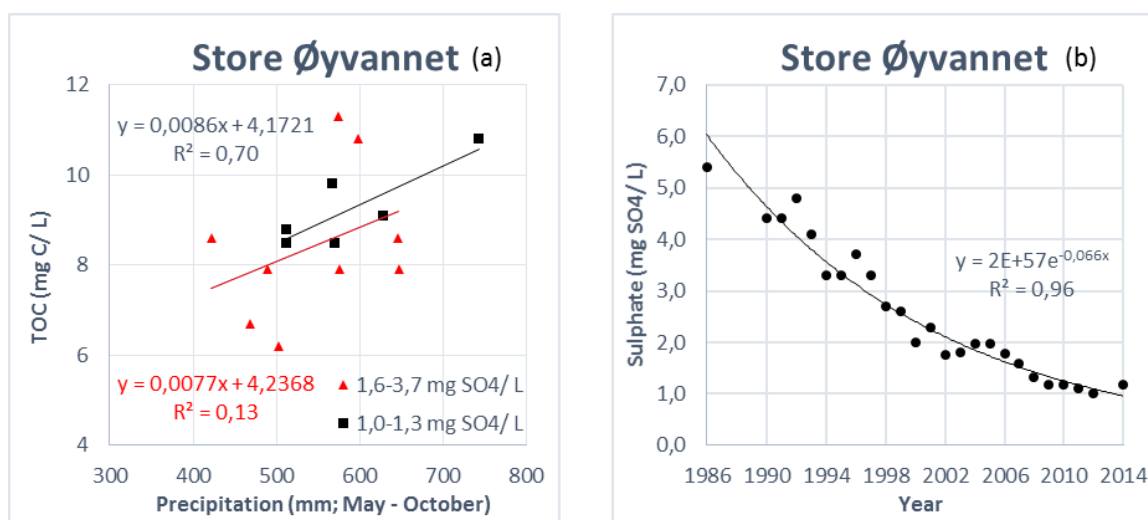 Store Øyvannet (a)
12
10
8
6
4
TOC (mg C/ L)
y = 0,0086x + 4,1721
R² = 0,70
y = 0,0077x + 4,2368
R² = 0,13
1,6-3,7 mg SO4/ L
1,0-1,3 mg SO4/ L
300 400 500 600 700 800
Precipitation (mm; May - October)
Store Øyvannet (b)
7,0
6,0
5,0
4,0
3,0
2,0
1,0
0,0
Sulphate (mg SO4/ L)
y = 2E+57e^-0,066x
R² = 0,96
1986 1990 1994 1998 2002 2006 2010 2014
Year